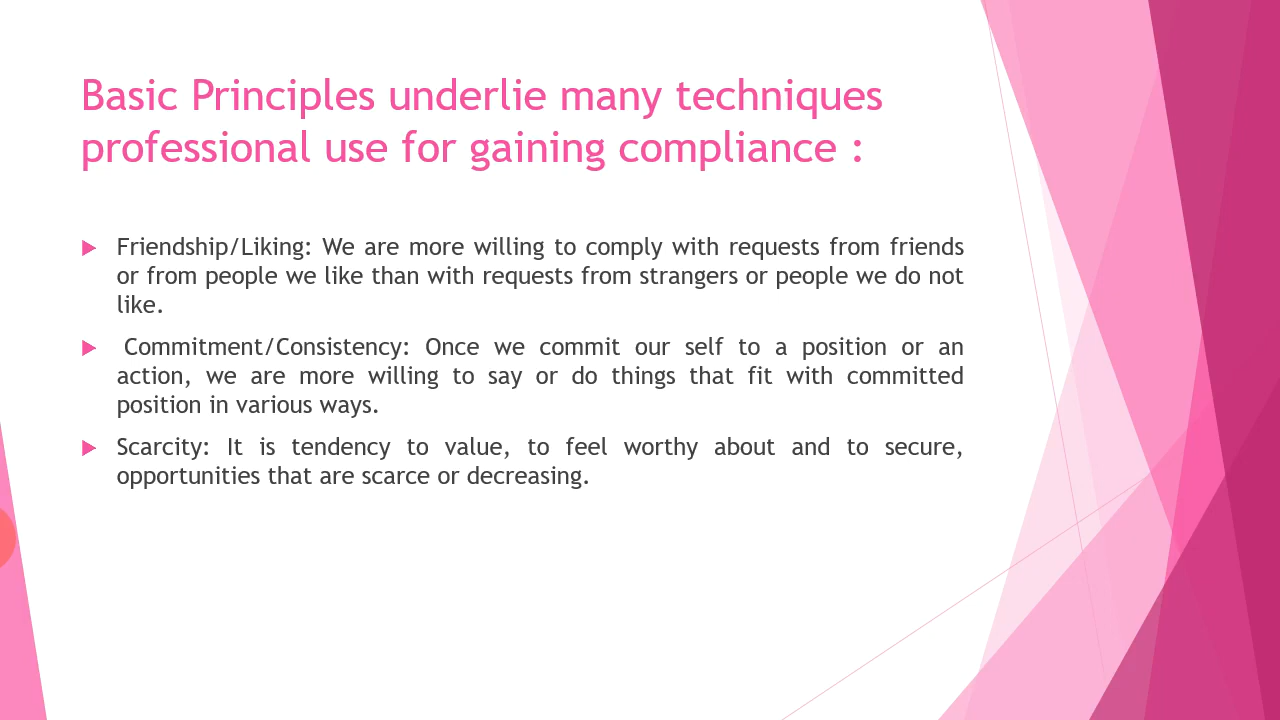 Basic Principles underlie many techniques
professional use for gaining compliance :
Friendship/Liking: We are more willing to comply with requests from friends
or from people we like than with requests from strangers or people we do not
like.
Commitment/Consistency: Once we commit our self to a position or an
action, we are more willing to say or do things that fit with committed
position in various ways.
Scarcity: It is tendency to value, to feel worthy about and to secure,
opportunities that are scarce or decreasing.